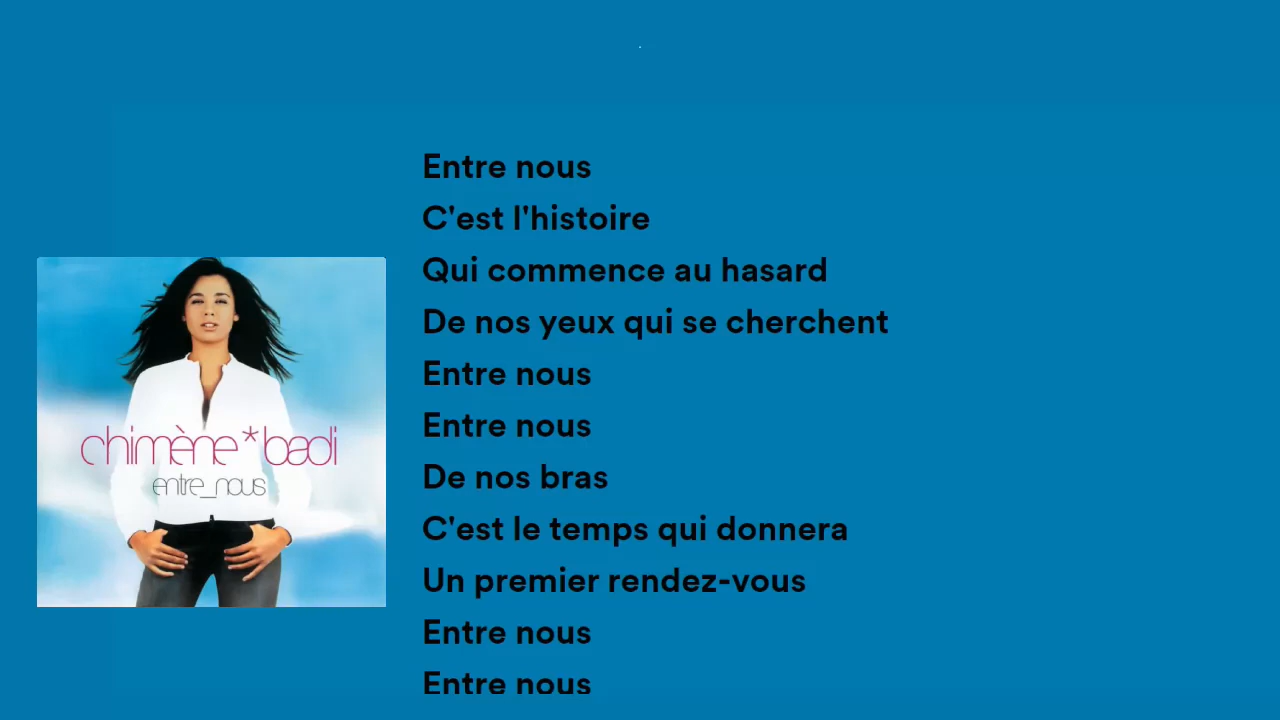 Entre nous
C'est l'histoire
Qui commence au hasard
De nos yeux qui se cherchent
Entre nous
Entre nous
De nos bras
C'est le temps qui donnera
Un premier rendez-vous
Entre nous
Entre nous
chimène*badi
entre_nous